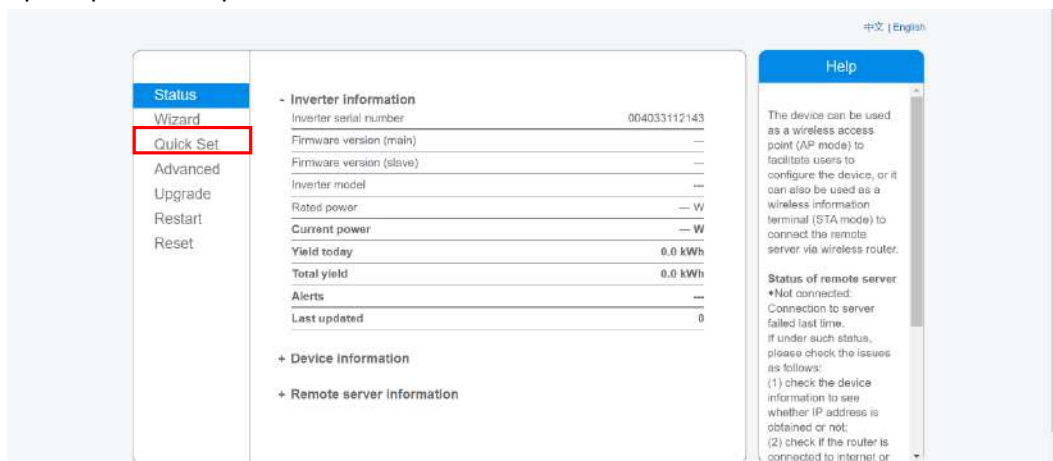 中文 | English
Status
Wizard
Quick Set
Advanced
Upgrade
Restart
Reset
- Inverter information
Inverter serial number 004033112143
Firmware version (main) ---
Firmware version (slave) ---
Inverter model ---
Rated power --- W
Current power --- W
Yield today 0.0 kWh
Total yield 0.0 kWh
Alerts ---
Last updated 0
+ Device information
+ Remote server information
Help
The device can be used
as a wireless access
point (AP mode) to
facilitate users to
configure the device, or it
can also be used as a
wireless information
terminal (STA mode) to
connect the remote
server via wireless router.
Status of remote server
♦Not connected:
Connection to server
failed last time.
If under such status,
please check the issues
as follows:
(1) check the device
information to see
whether IP address is
obtained or not;
(2) check if the router is
connected to internet or